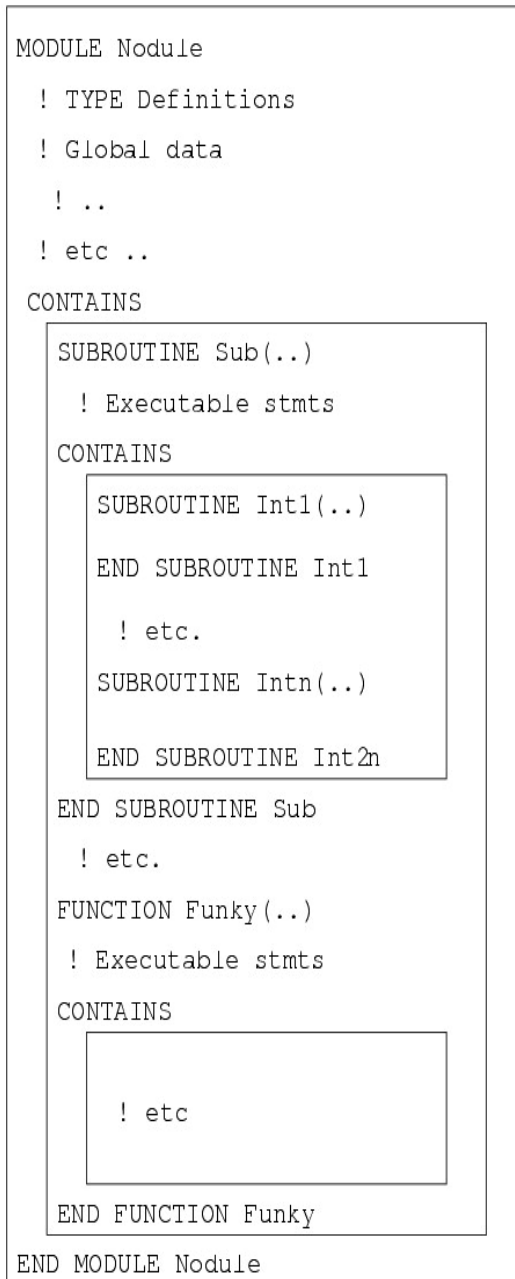 MODULE Nodule
! TYPE Definitions
! Global data
! ..
! etc ..
CONTAINS
SUBROUTINE Sub(..)
! Executable stmts
CONTAINS
SUBROUTINE Int1(..)
END SUBROUTINE Int1
! etc.
SUBROUTINE Intn(..)
END SUBROUTINE Int2n
END SUBROUTINE Sub
! etc.
FUNCTION Funky(..)
! Executable stmts
CONTAINS
! etc
END FUNCTION Funky
END MODULE Nodule